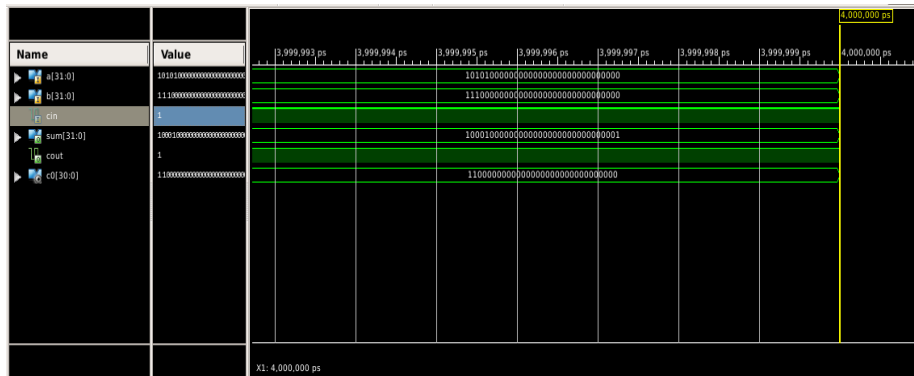 4,000,000 ps
Name Value 3,999,993 ps 3,999,994 ps 3,999,995 ps 3,999,996 ps 3,999,997 ps 3,999,998 ps 3,999,999 ps 4,000,000 ps
a[31:0] 10101000000000000000000000000000
b[31:0] 11100000000000000000000000000000
cin 1
sum[31:0] 10001000000000000000000000000001
cout 1
c0[30:0] 1100000000000000000000000000000
X1: 4,000,000 ps